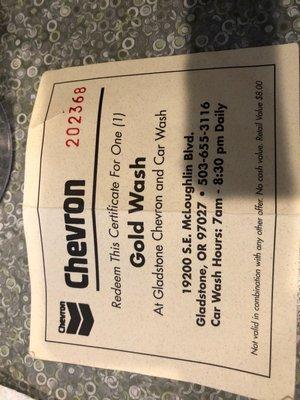 Chevron
Chevron
202368
Redeem This Certificate For One (1)
Gold Wash
At Gladstone Chevron and Car Wash
19200 S.E. McLoughlin Blvd.
Gladstone, OR 97027 • 503-655-3116
Car Wash Hours: 7am - 8:30 pm Daily
Not valid in combination with any other offer. No cash value. Retail Value $8.00